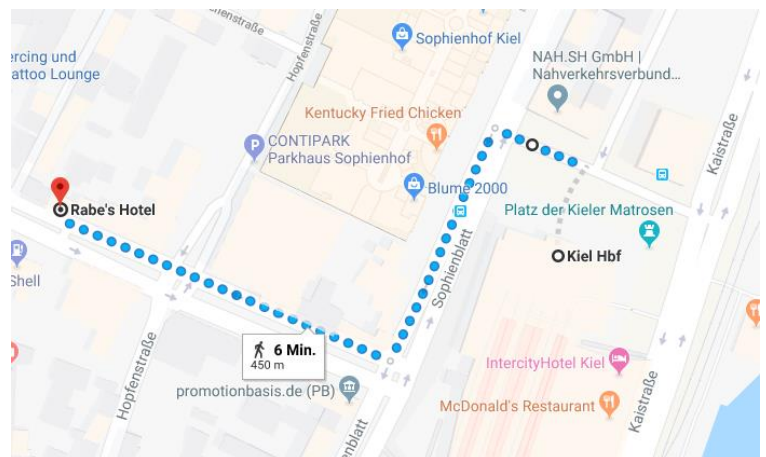 Sophienhof Kiel
ercing und
attoo Lounge
Hopfenstraße
NAH.SH GmbH |
Nahverkehrsverbund...
Kentucky Fried Chicken
CONTIPARK
Parkhaus Sophienhof
Kaistraße
Blume 2000
Rabe's Hotel
Platz der Kieler Matrosen
Kiel Hbf
Sophienblatt
Shell
6 Min.
450 m
IntercityHotel Kiel
promotionbasis.de (PB)
McDonald's Restaurant
Hopfenstraße
Kaistraße
ienblatt